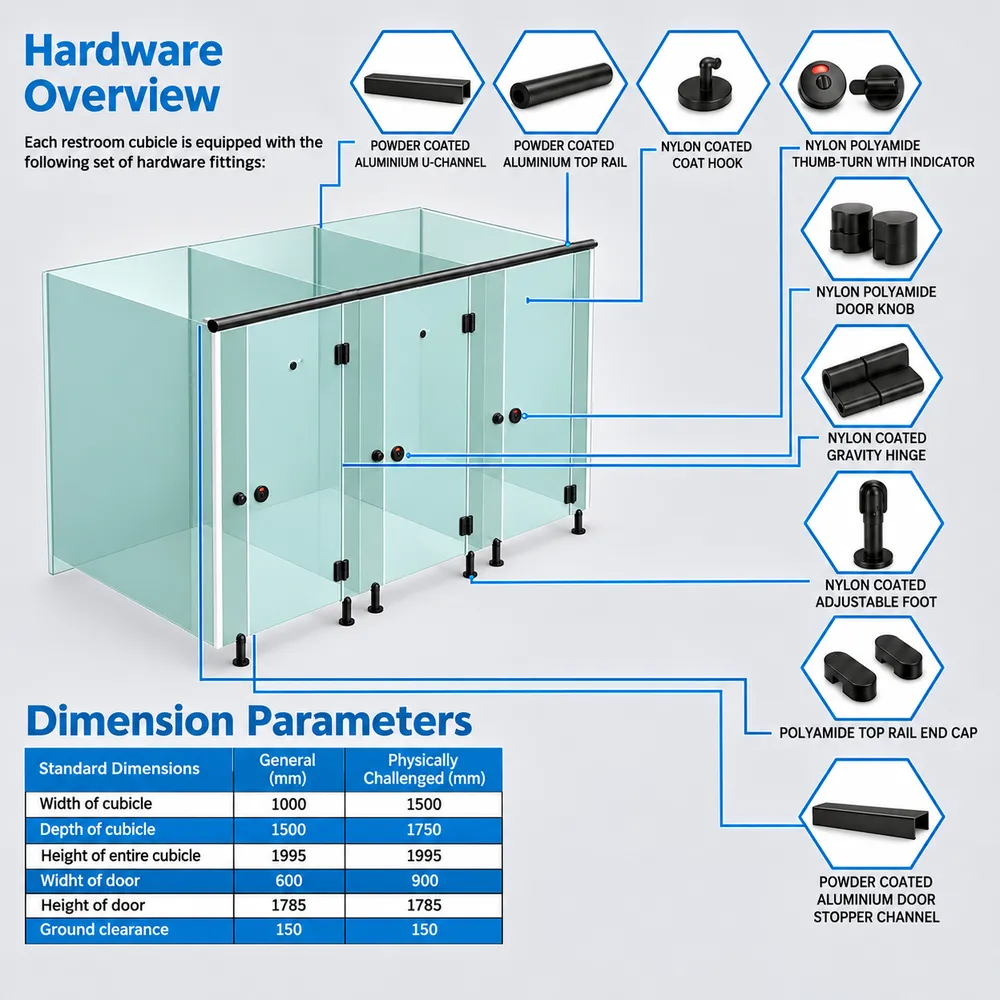 Hardware
Overview
Each restroom cubicle is equipped with the
following set of hardware fittings:
POWDER COATED
ALUMINIUM U-CHANNEL
POWDER COATED
ALUMINIUM TOP RAIL
NYLON COATED
COAT HOOK
NYLON POLYAMIDE
THUMB-TURN WITH INDICATOR
NYLON POLYAMIDE
DOOR KNOB
NYLON COATED
GRAVITY HINGE
NYLON COATED
ADJUSTABLE FOOT
POLYAMIDE TOP RAIL END CAP
POWDER COATED
ALUMINIUM DOOR
STOPPER CHANNEL
Dimension Parameters
Standard Dimensions General (mm) Physically Challenged (mm)
Width of cubicle 1000 1500
Depth of cubicle 1500 1750
Height of entire cubicle 1995 1995
Widht of door 600 900
Height of door 1785 1785
Ground clearance 150 150